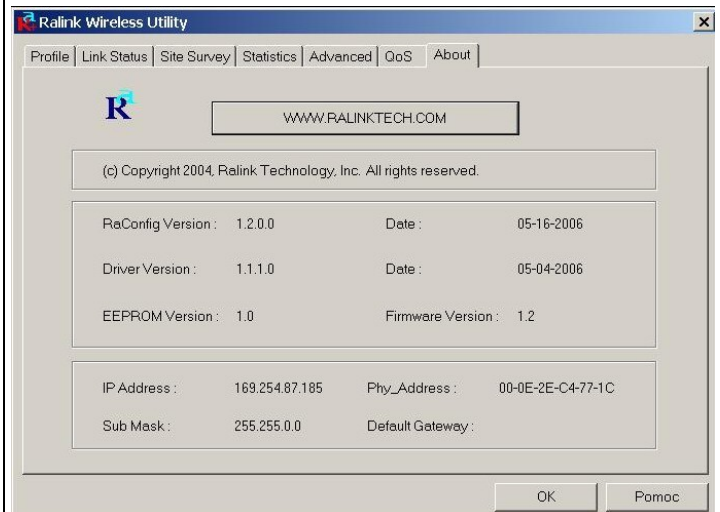 Ralink Wireless Utility
Profile Link Status Site Survey Statistics Advanced QoS About
Ra
WWW.RALINKTECH.COM
(c) Copyright 2004, Ralink Technology, Inc. All rights reserved.
RaConfig Version : 1.2.0.0 Date : 05-16-2006
Driver Version : 1.1.1.0 Date : 05-04-2006
EEPROM Version : 1.0 Firmware Version : 1.2
IP Address : 169.254.87.185 Phy_Address : 00-0E-2E-C4-77-1C
Sub Mask : 255.255.0.0 Default Gateway :
OK Pomoc